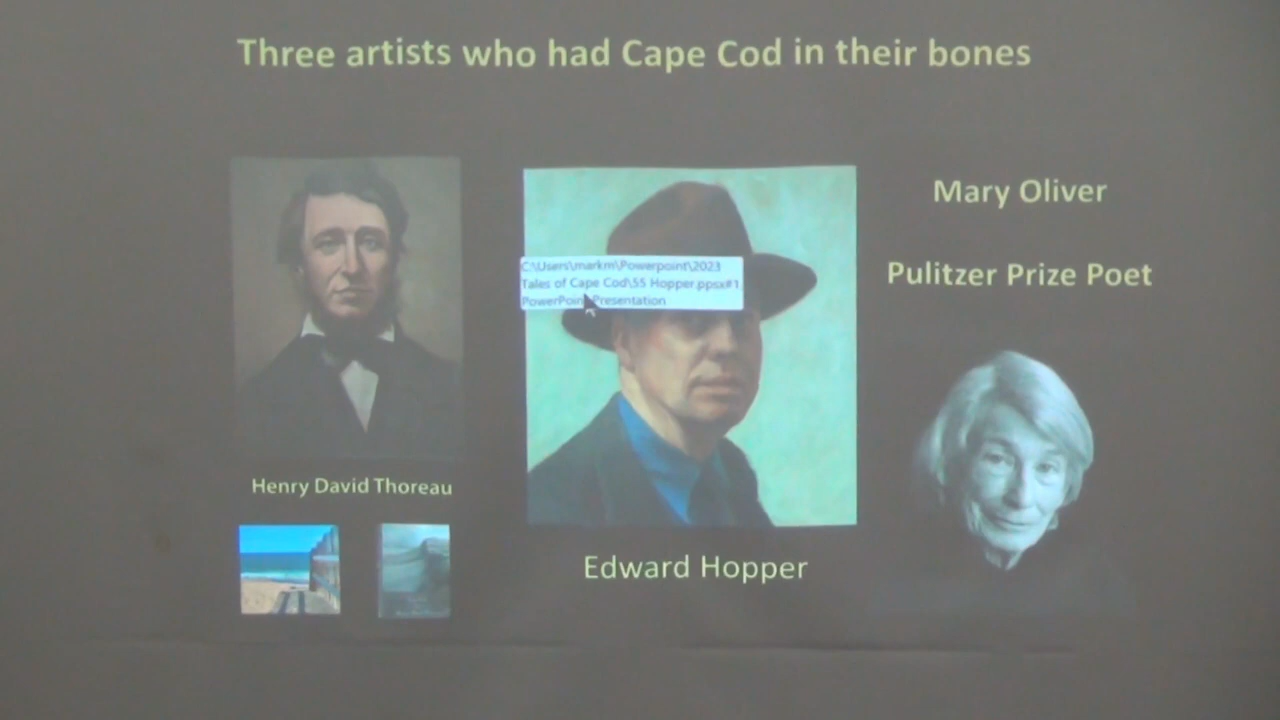 Three artists who had Cape Cod in their bones
Mary Oliver
Pulitzer Prize Poet
C:\Users\markm\Powerpoint\2023
Tales of Cape Cod\55 Hopper.ppsx#1,
PowerPoint Presentation
Henry David Thoreau
Edward Hopper